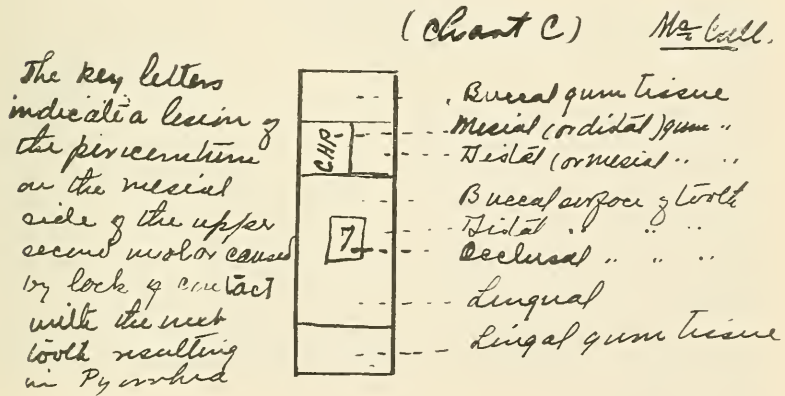 (Chart C) McCall.
The key letters
indicate a lesion of
the pericentium
on the mesial
side of the upper
second molar caused
by lack of contact
with the next
tooth resulting
in Pyorrhea
CHP
7
Buccal gum tissue
Mesial (or distal) gum "
Distal (or mesial " "
Buccal surface of tooth
Distal " " "
Occlusal " " "
Lingual
Lingal gum tissue